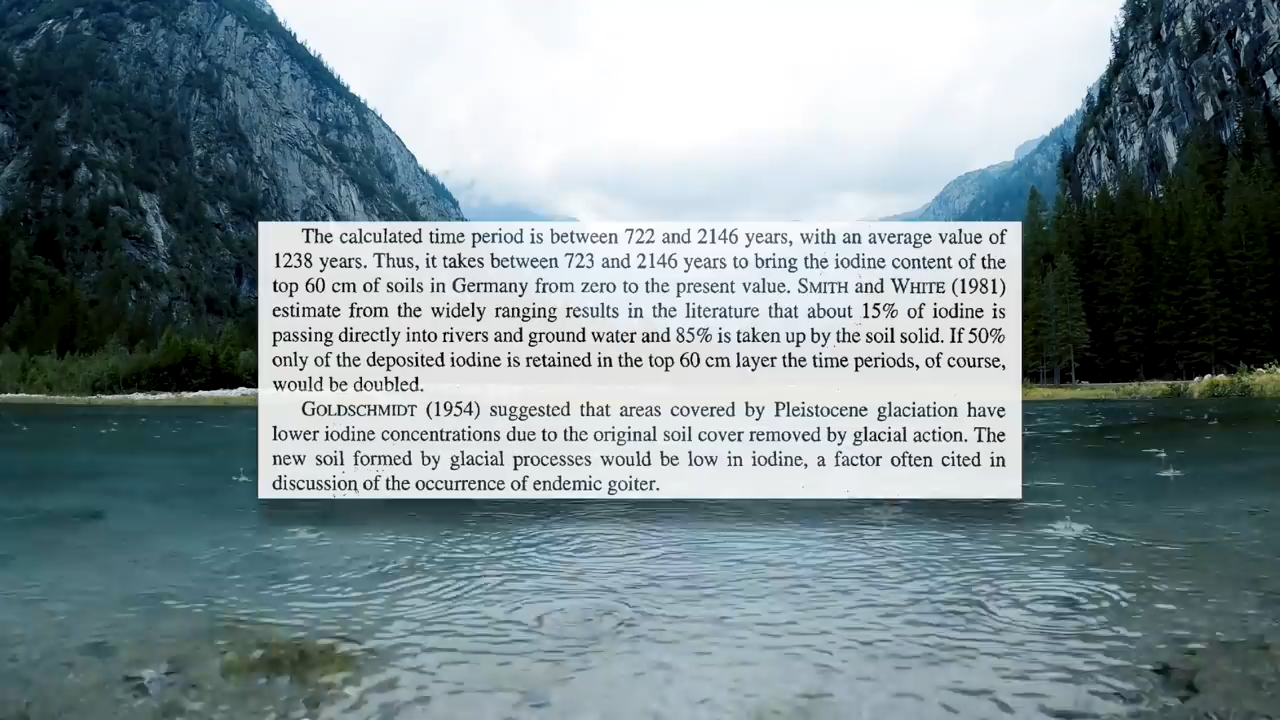 The calculated time period is between 722 and 2146 years, with an average value of
1238 years. Thus, it takes between 723 and 2146 years to bring the iodine content of the
top 60 cm of soils in Germany from zero to the present value. SMITH and WHITE (1981)
estimate from the widely ranging results in the literature that about 15% of iodine is
passing directly into rivers and ground water and 85% is taken up by the soil solid. If 50%
only of the deposited iodine is retained in the top 60 cm layer the time periods, of course,
would be doubled.
GOLDSCHMIDT (1954) suggested that areas covered by Pleistocene glaciation have
lower iodine concentrations due to the original soil cover removed by glacial action. The
new soil formed by glacial processes would be low in iodine, a factor often cited in
discussion of the occurrence of endemic goiter.